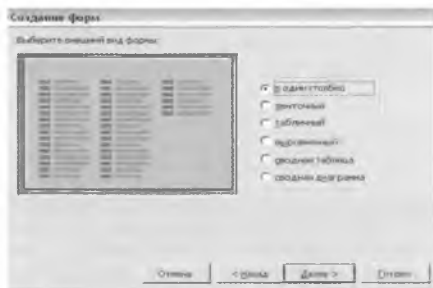 Создание форм
Выберите внешний вид формы:
в один столбец
ленточный
табличный
выровненный
сводная таблица
сводная диаграмма
Отмена
< Назад
Далее >
Готово